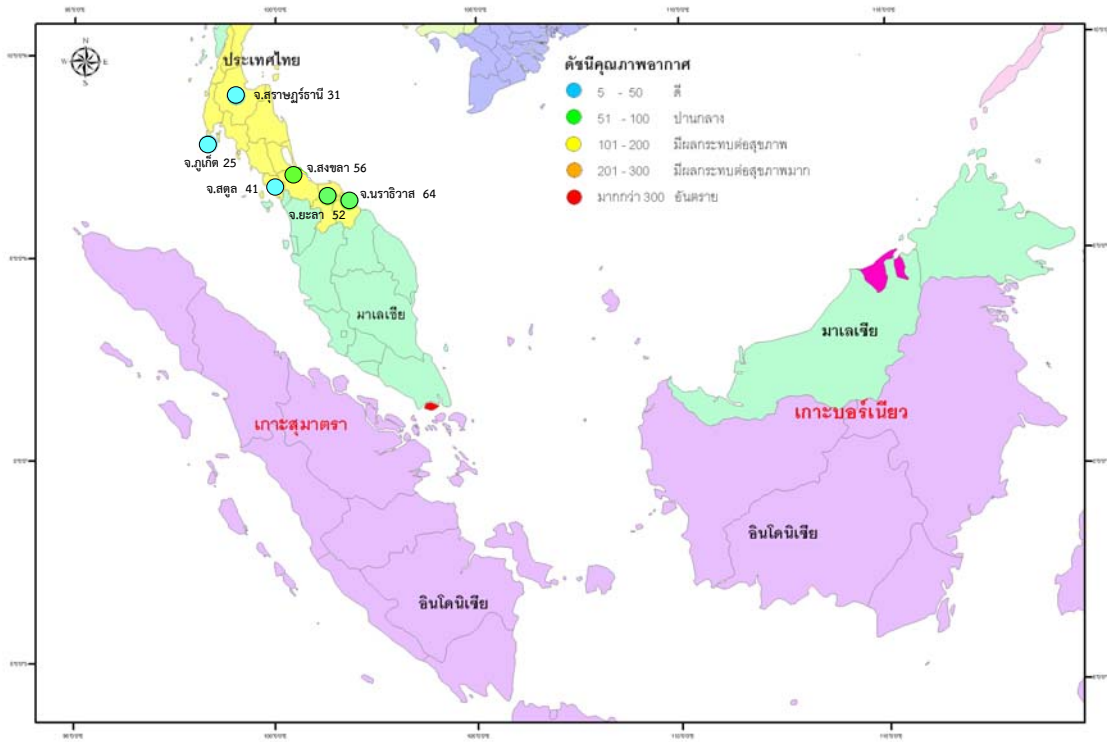 N
W E
S
ประเทศไทย
จ.สุราษฎร์ธานี 31
จ.ภูเก็ต 25
จ.สงขลา 56
จ.สตูล 41
จ.นราธิวาส 64
จ.ยะลา 52
ดัชนีคุณภาพอากาศ
5 - 50 ดี
51 - 100 ปานกลาง
101 - 200 มีผลกระทบต่อสุขภาพ
201 - 300 มีผลกระทบต่อสุขภาพมาก
มากกว่า 300 อันตราย
มาเลเซีย
มาเลเซีย
เกาะสุมาตรา
เกาะบอร์เนียว
อินโดนิเซีย
อินโดนิเซีย